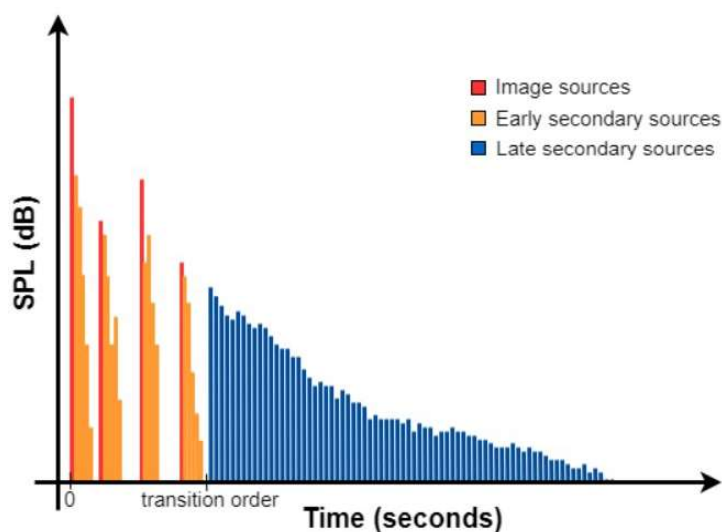 Image sources
Early secondary sources
Late secondary sources
SPL (dB)
0
transition order
Time (seconds)